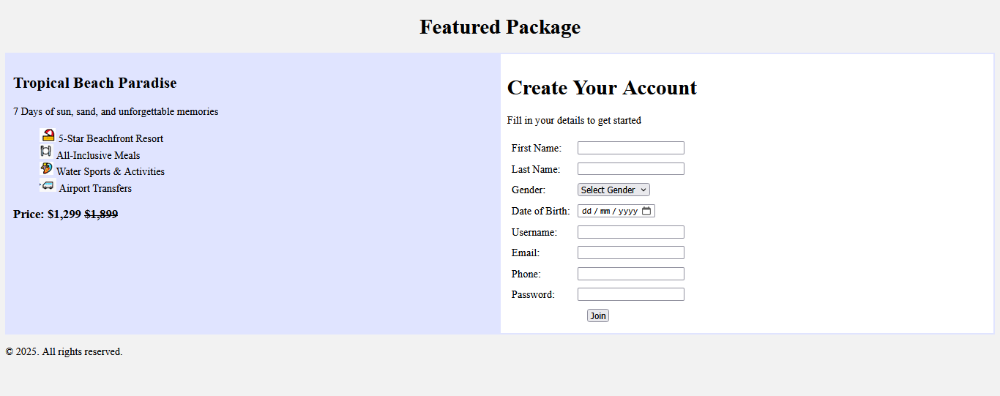 Featured Package
Tropical Beach Paradise
7 Days of sun, sand, and unforgettable memories
5-Star Beachfront Resort
All-Inclusive Meals
Water Sports & Activities
Airport Transfers
Price: $1,299 $1,899
Create Your Account
Fill in your details to get started
First Name:
Last Name:
Gender: Select Gender
Date of Birth: dd / mm / yyyy
Username:
Email:
Phone:
Password:
Join
© 2025. All rights reserved.